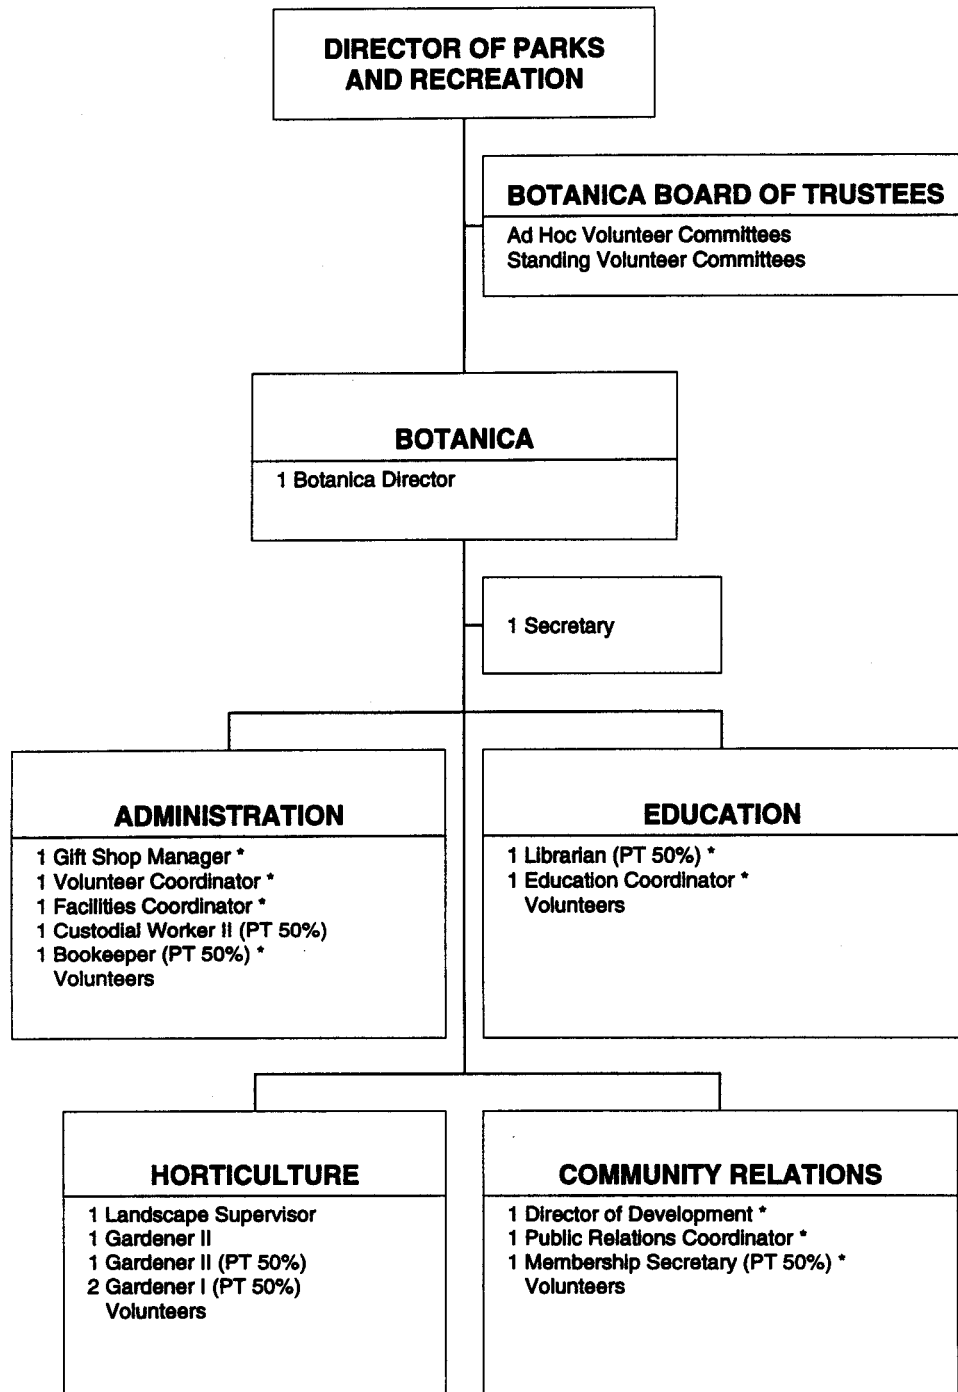 DIRECTOR OF PARKS
AND RECREATION
BOTANICA BOARD OF TRUSTEES
Ad Hoc Volunteer Committees
Standing Volunteer Committees
BOTANICA
1 Botanica Director
1 Secretary
ADMINISTRATION
1 Gift Shop Manager *
1 Volunteer Coordinator *
1 Facilities Coordinator *
1 Custodial Worker II (PT 50%)
1 Bookeeper (PT 50%) *
Volunteers
EDUCATION
1 Librarian (PT 50%) *
1 Education Coordinator *
Volunteers
HORTICULTURE
1 Landscape Supervisor
1 Gardener II
1 Gardener II (PT 50%)
2 Gardener I (PT 50%)
Volunteers
COMMUNITY RELATIONS
1 Director of Development *
1 Public Relations Coordinator *
1 Membership Secretary (PT 50%) *
Volunteers